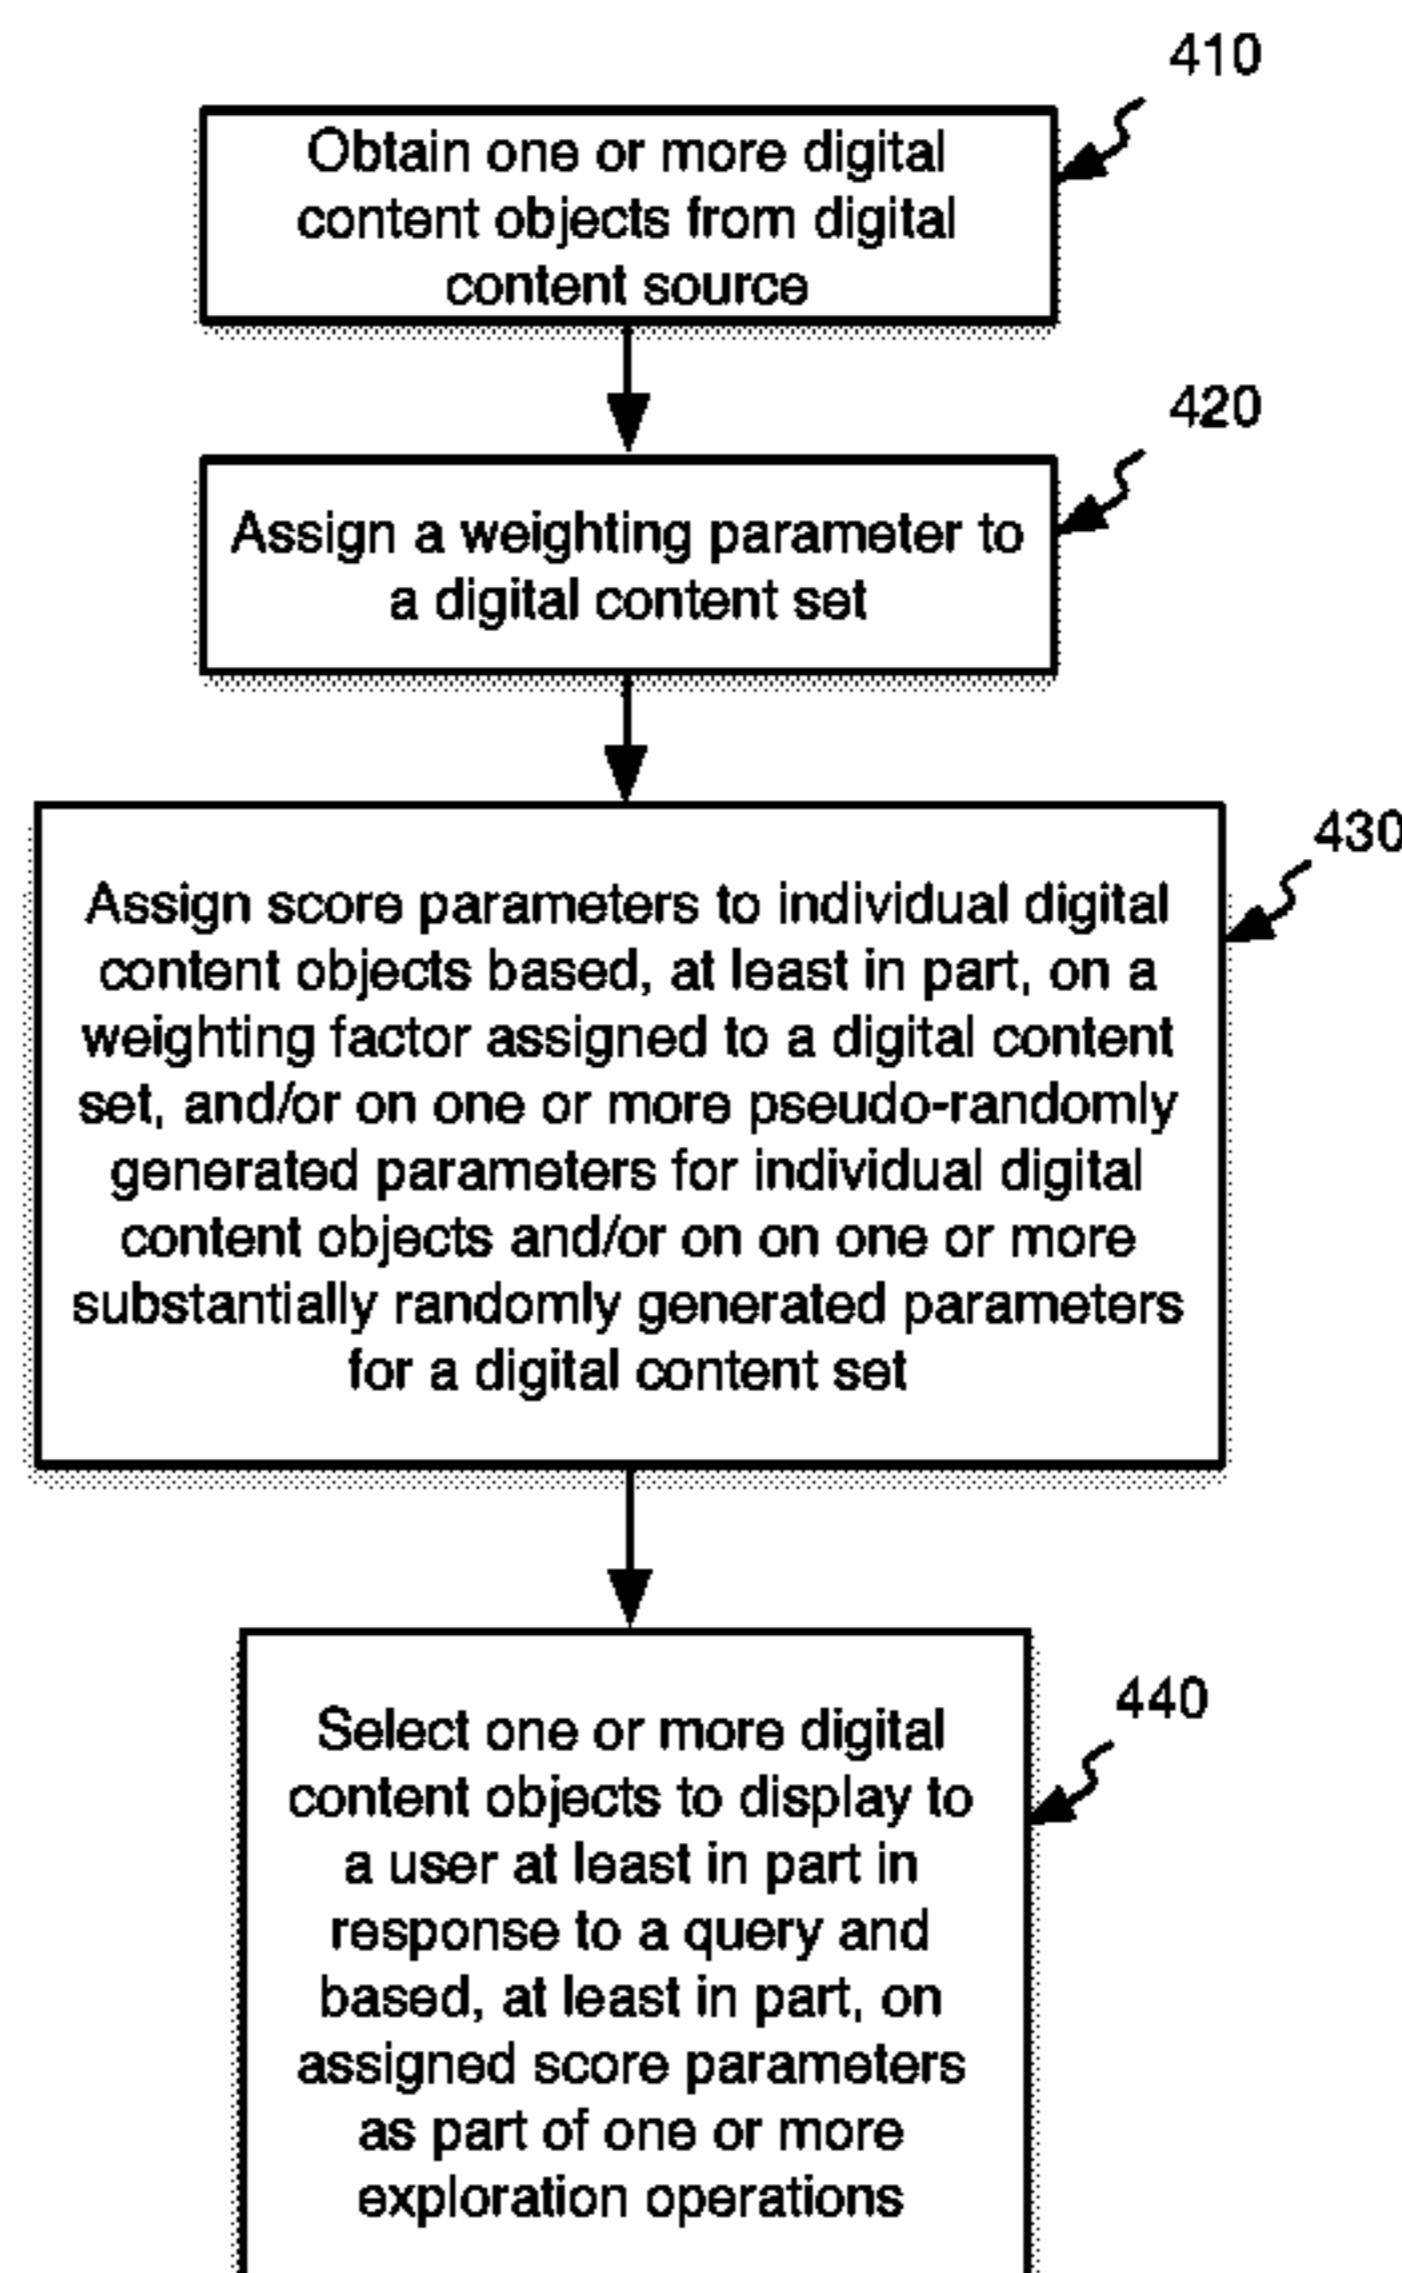 410
Obtain one or more digital
content objects from digital
content source
420
Assign a weighting parameter to
a digital content set
430
Assign score parameters to individual digital
content objects based, at least in part, on a
weighting factor assigned to a digital content
set, and/or on one or more pseudo-randomly
generated parameters for individual digital
content objects and/or on on one or more
substantially randomly generated parameters
for a digital content set
440
Select one or more digital
content objects to display to
a user at least in part in
response to a query and
based, at least in part, on
assigned score parameters
as part of one or more
exploration operations